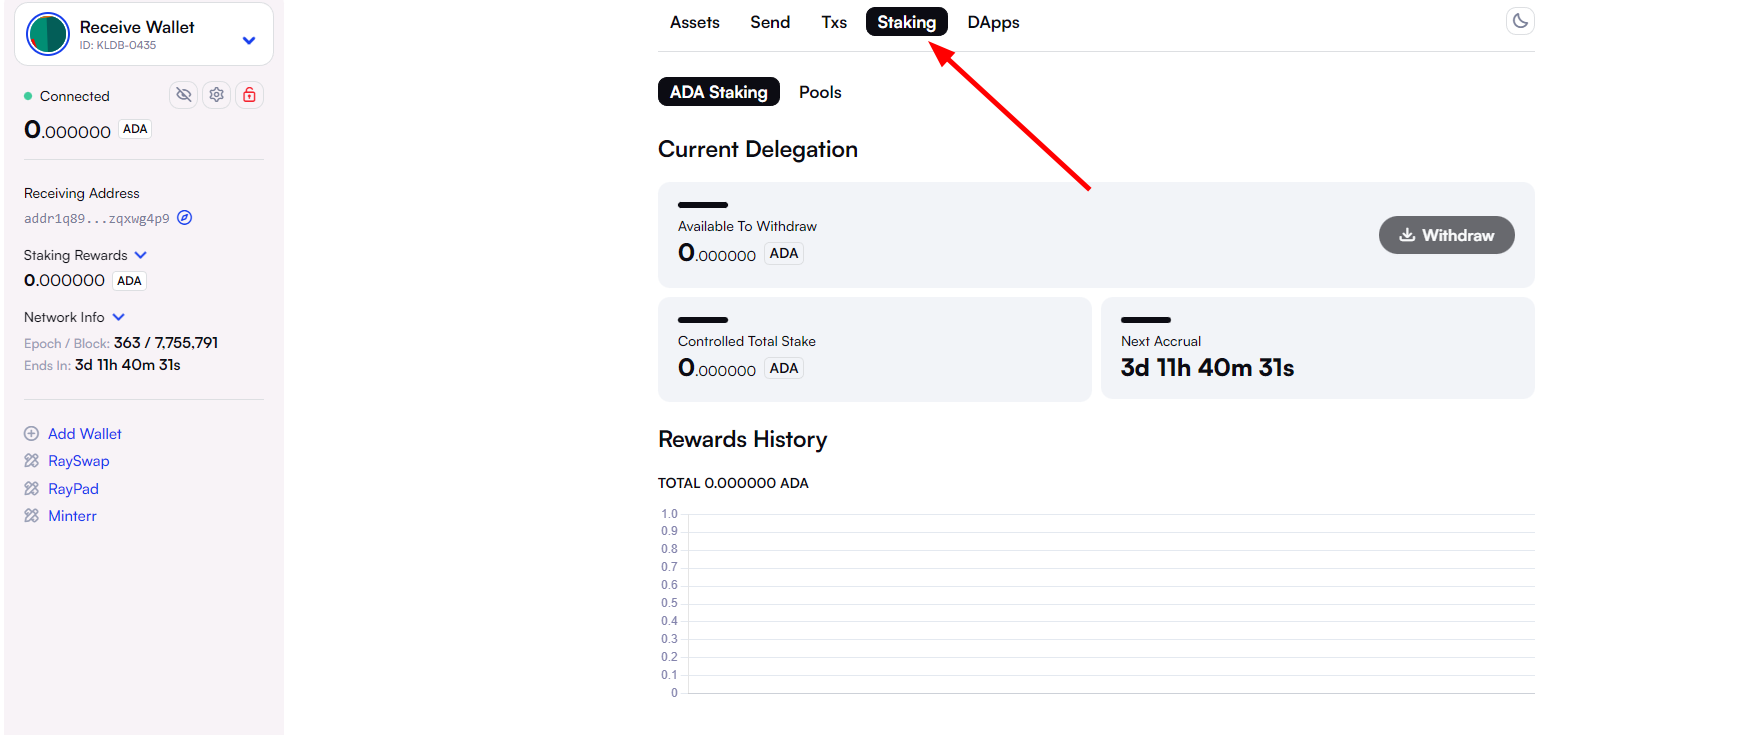 Receive Wallet
ID: KLDB-0435
Connected
0.000000 ADA
Receiving Address
addr1q89...zqxwg4p9
Staking Rewards
0.000000 ADA
Network Info
Epoch / Block: 363 / 7,755,791
Ends In: 3d 11h 40m 31s
Add Wallet
RaySwap
RayPad
Minterr
Assets Send Txs Staking DApps
ADA Staking Pools
Current Delegation
Available To Withdraw
0.000000 ADA
Withdraw
Controlled Total Stake
0.000000 ADA
Next Accrual
3d 11h 40m 31s
Rewards History
TOTAL 0.000000 ADA
1.0
0.9
0.8
0.7
0.6
0.5
0.4
0.3
0.2
0.1
0